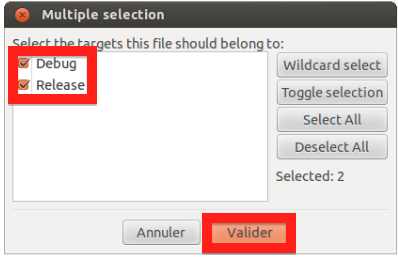 Multiple selection
Select the targets this file should belong to:
Debug
Release
Wildcard select
Toggle selection
Select All
Deselect All
Selected: 2
Annuler
Valider